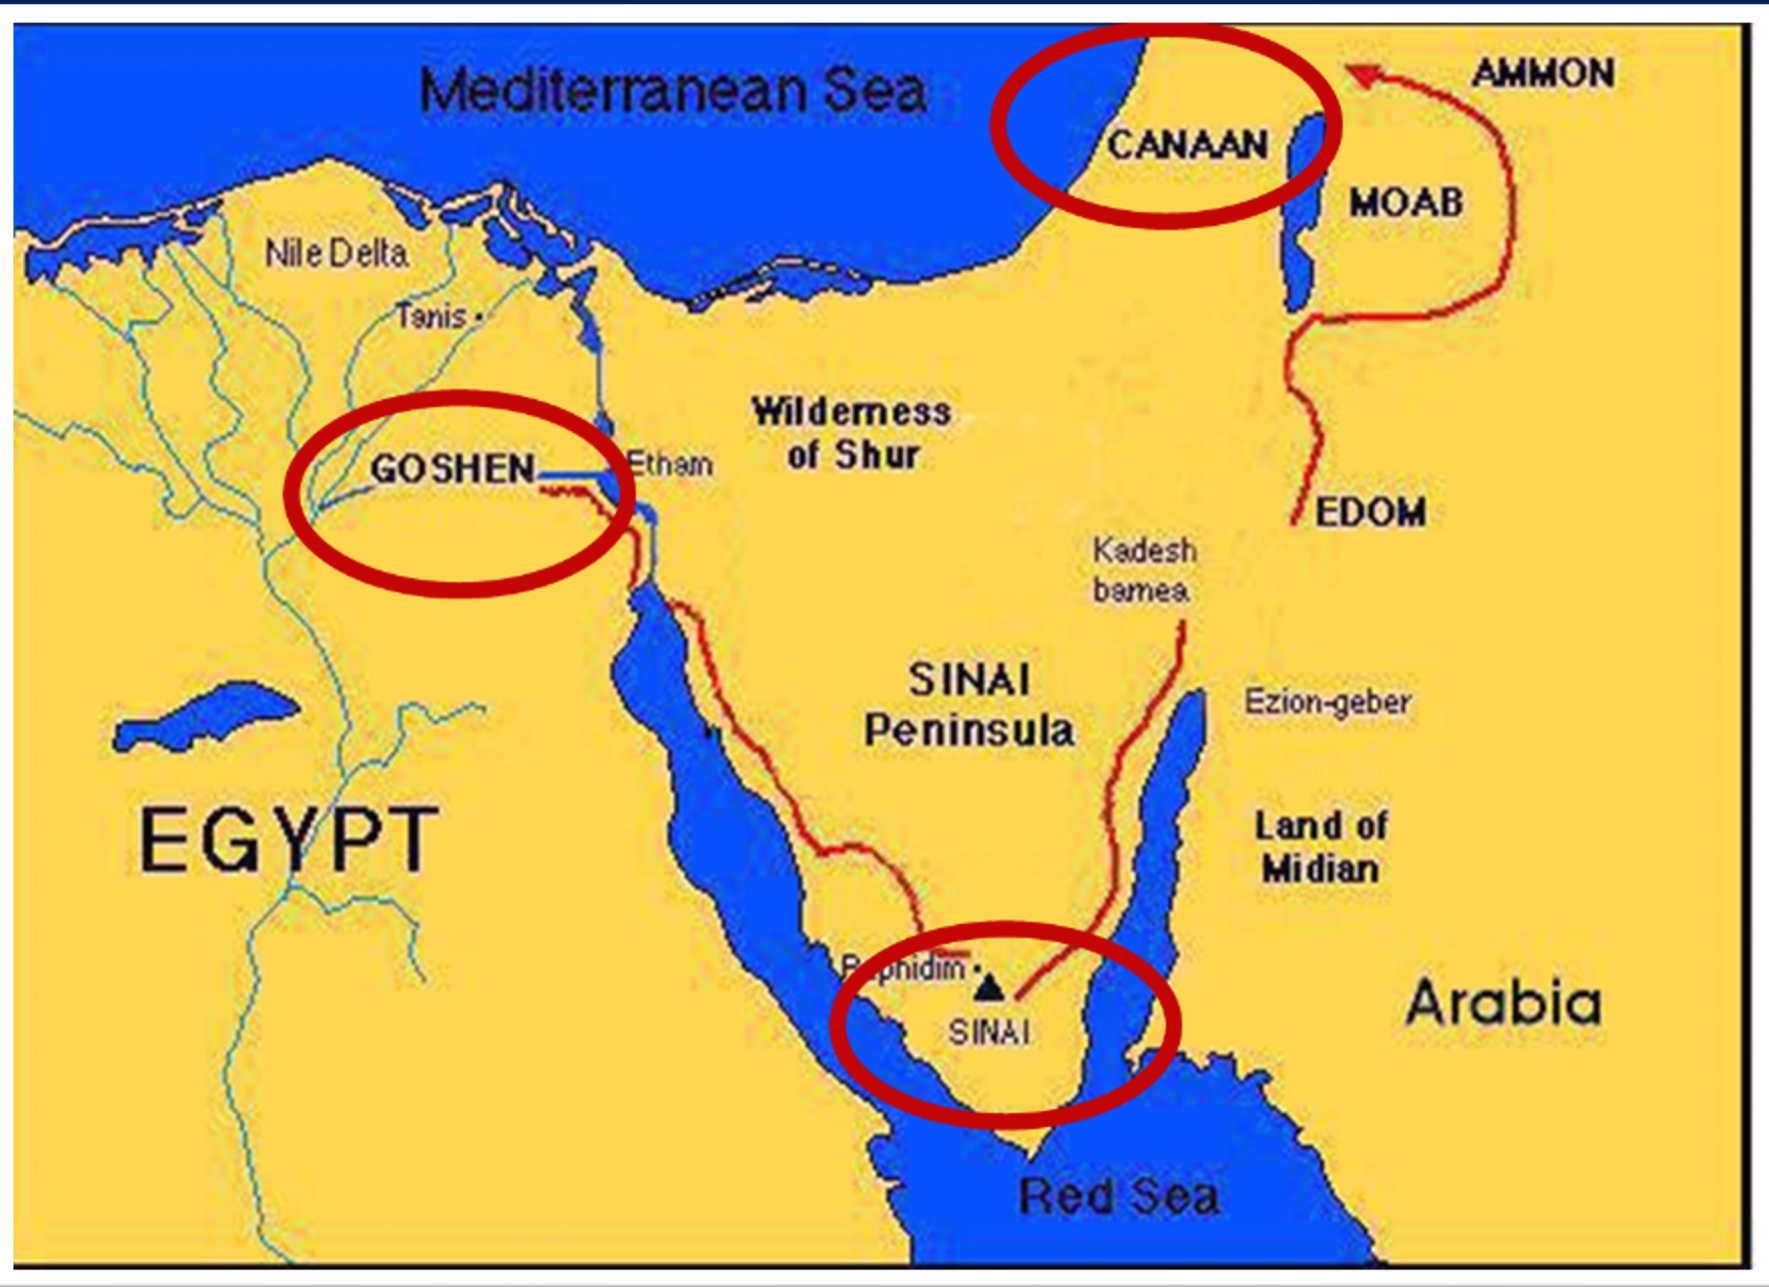 Mediterranean Sea
AMMON
CANAAN
MOAB
Nile Delta
Tanis
Wilderness
of Shur
GOSHEN
Etham
EDOM
Kadesh
barnea
SINAI
Peninsula
Ezion-geber
EGYPT
Land of
Midian
Rephidim
SINAI
Arabia
Red Sea